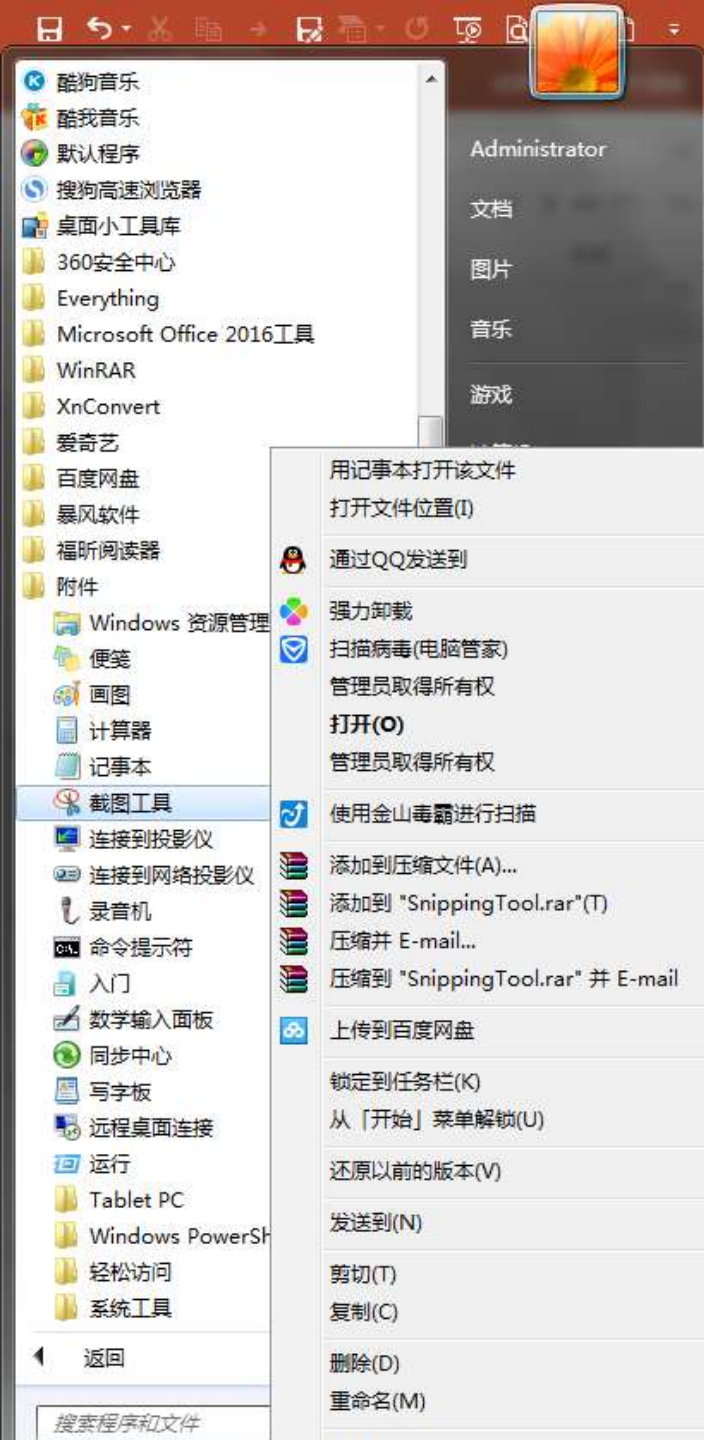 酷狗音乐
酷我音乐
默认程序
搜狗高速浏览器
桌面小工具库
360安全中心
Everything
Microsoft Office 2016工具
WinRAR
XnConvert
爱奇艺
百度网盘
暴风软件
福昕阅读器
附件
Windows 资源管理
便笺
画图
计算器
记事本
截图工具
连接到投影仪
连接到网络投影仪
录音机
命令提示符
入门
数学输入面板
同步中心
写字板
远程桌面连接
运行
Tablet PC
Windows PowerSh
轻松访问
系统工具
返回
搜索程序和文件
Administrator
文档
图片
音乐
游戏
用记事本打开该文件
打开文件位置(I)
通过QQ发送到
强力卸载
扫描病毒(电脑管家)
管理员取得所有权
打开(O)
管理员取得所有权
使用金山毒霸进行扫描
添加到压缩文件(A)...
添加到 "SnippingTool.rar"(T)
压缩并 E-mail...
压缩到 "SnippingTool.rar" 并 E-mail
上传到百度网盘
锁定到任务栏(K)
从「开始」菜单解锁(U)
还原以前的版本(V)
发送到(N)
剪切(T)
复制(C)
删除(D)
重命名(M)